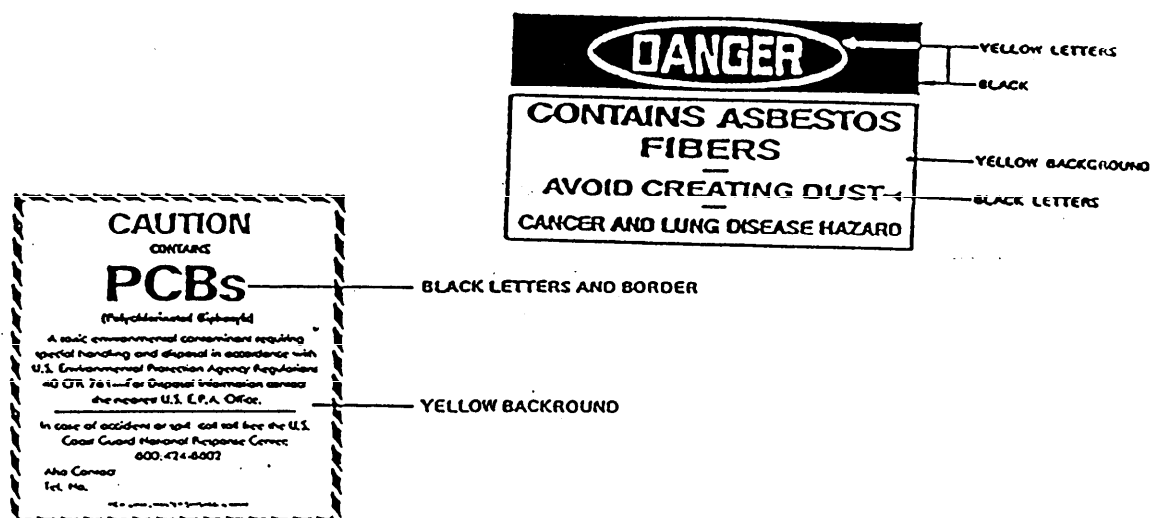 DANGER
YELLOW LETTERS
BLACK
CONTAINS ASBESTOS
FIBERS
YELLOW BACKGROUND
AVOID CREATING DUST
BLACK LETTERS
CANCER AND LUNG DISEASE HAZARD
CAUTION
CONTAINS
PCBs
BLACK LETTERS AND BORDER
(Polychlorinated Biphenyls)
A toxic environmental contaminant requiring
special handling and disposal in accordance with
U.S. Environmental Protection Agency Regulations
40 CFR 761—For Disposal Information contact
the nearest U.S. E.P.A. Office.
YELLOW BACKROUND
In case of accident or spill, call toll free the U.S.
Coast Guard National Response Center,
800:424-8802
Also Contact
Tel. No.